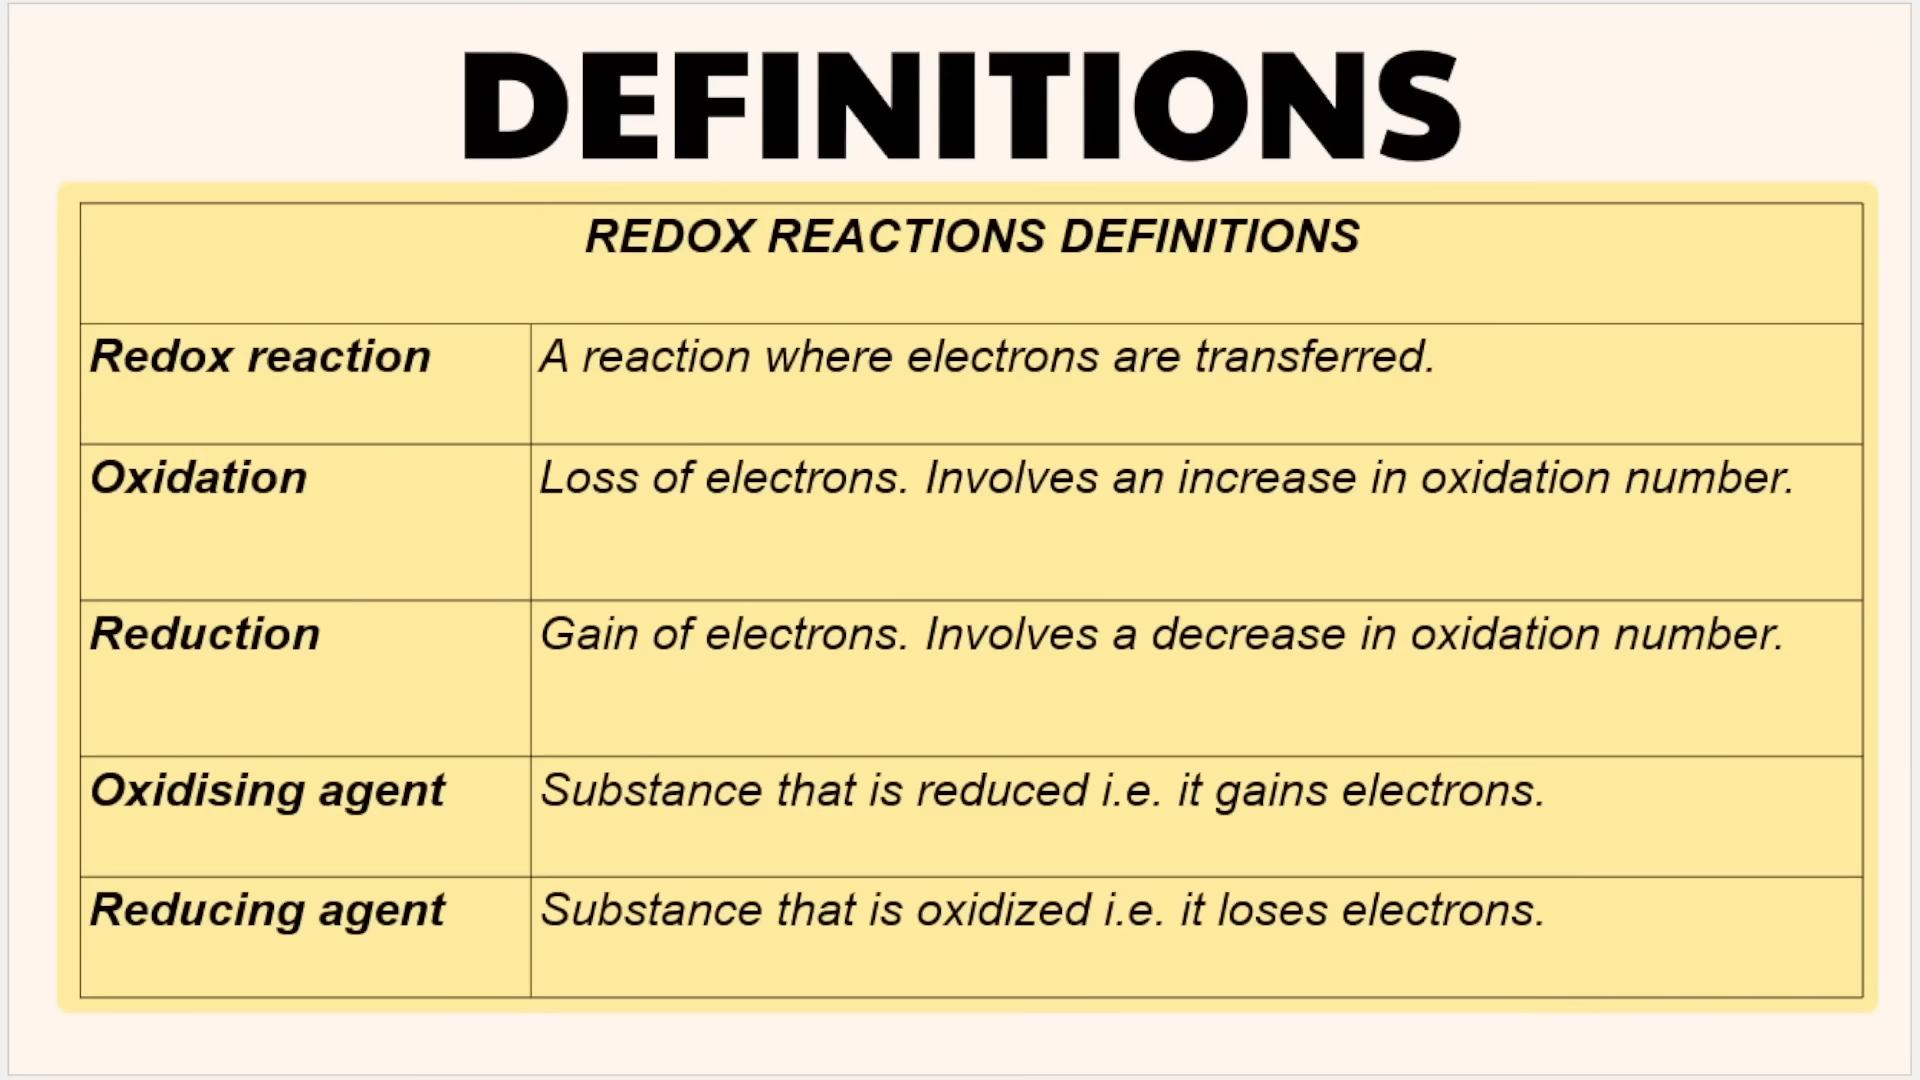 DEFINITIONS
REDOX REACTIONS DEFINITIONS
Redox reaction
A reaction where electrons are transferred.
Oxidation
Loss of electrons. Involves an increase in oxidation number.
Reduction
Gain of electrons. Involves a decrease in oxidation number.
Oxidising agent
Substance that is reduced i.e. it gains electrons.
Reducing agent
Substance that is oxidized i.e. it loses electrons.